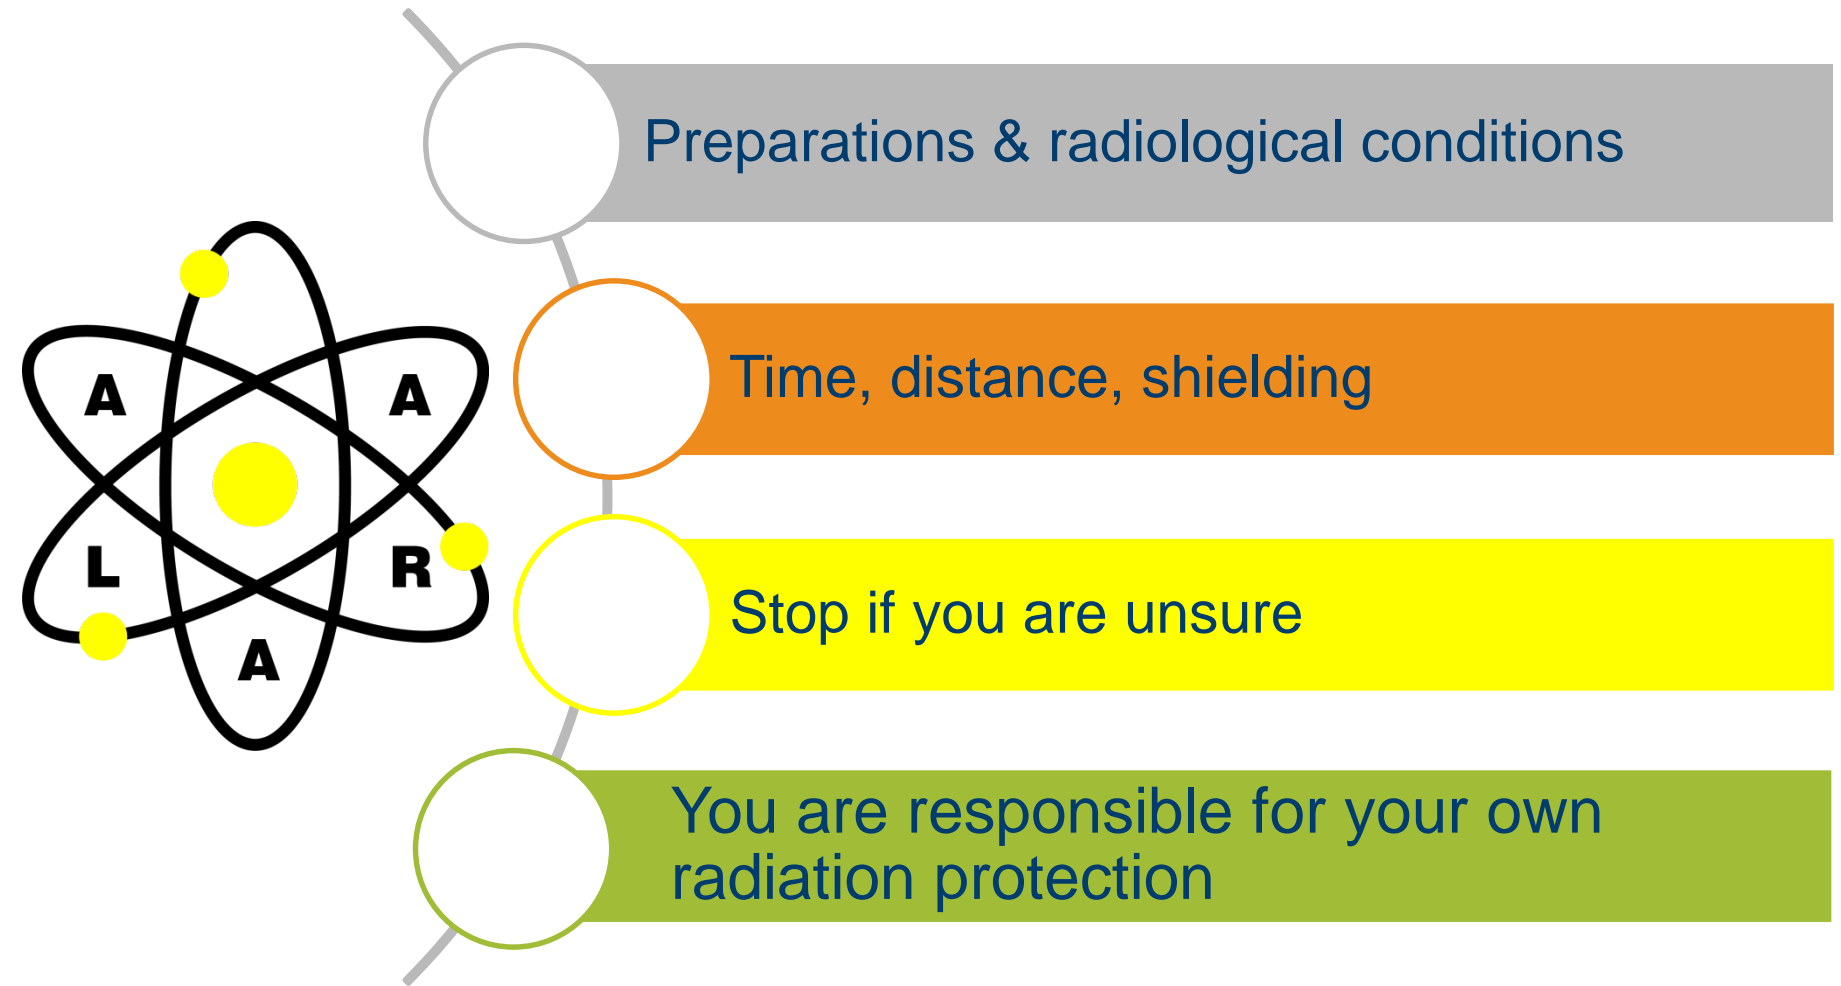 Preparations & radiological conditions
Time, distance, shielding
Stop if you are unsure
You are responsible for your own
radiation protection
A
L
A
R
A